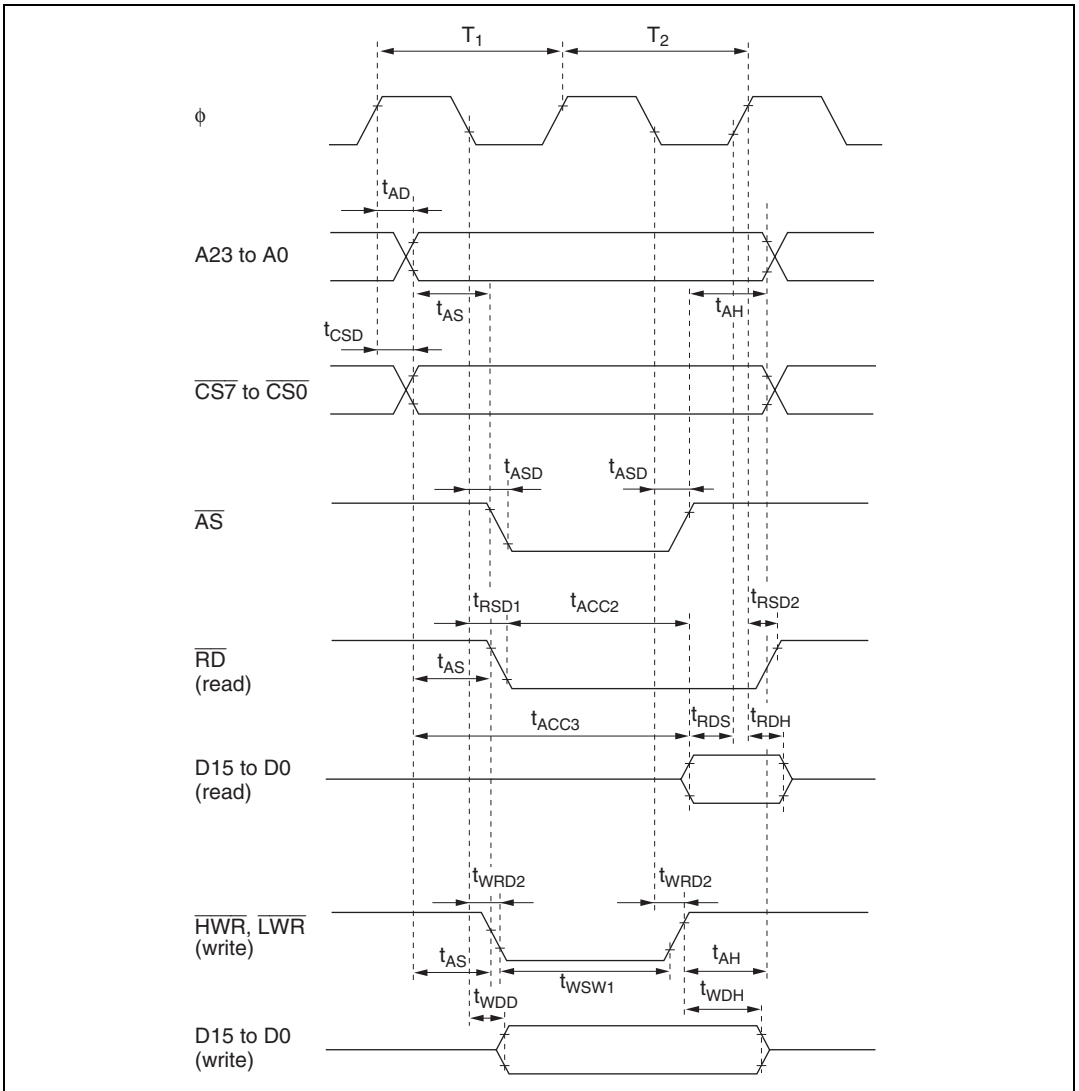 T1 T2
φ
tAD
A23 to A0
tAS tAH
tCSD
CS7 to CS0
tASD tASD
AS
tRSD1 tACC2 tRSD2
RD
(read)
tAS
tACC3 tRDS tRDH
D15 to D0
(read)
tWRD2 tWRD2
HWR, LWR
(write)
tAS tWSW1 tAH
tWDD tWDH
D15 to D0
(write)